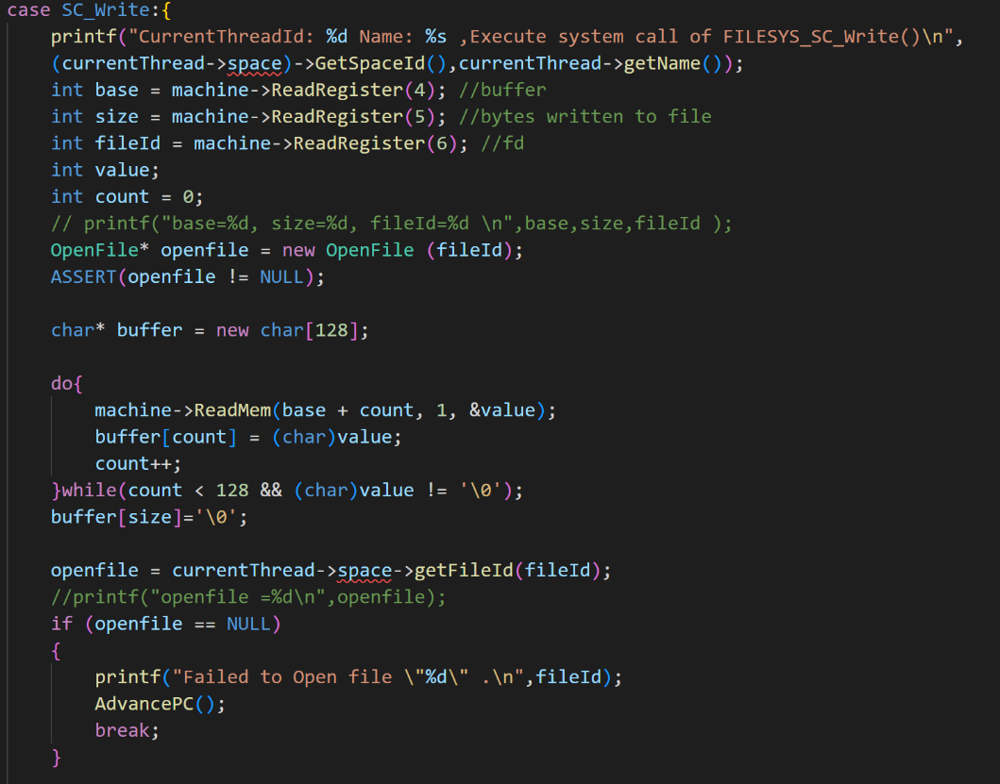 case SC_Write:{
printf("CurrentThreadId: %d Name: %s ,Execute system call of FILESYS_SC_Write()\n",
(currentThread->space)->GetSpaceId(),currentThread->getName());
int base = machine->ReadRegister(4); //buffer
int size = machine->ReadRegister(5); //bytes written to file
int fileId = machine->ReadRegister(6); //fd
int value;
int count = 0;
// printf("base=%d, size=%d, fileId=%d \n",base,size,fileId );
OpenFile* openfile = new OpenFile (fileId);
ASSERT(openfile != NULL);
char* buffer = new char[128];
do{
machine->ReadMem(base + count, 1, &value);
buffer[count] = (char)value;
count++;
}while(count < 128 && (char)value != '\0');
buffer[size]='\0';
openfile = currentThread->space->getFileId(fileId);
//printf("openfile =%d\n",openfile);
if (openfile == NULL)
{
printf("Failed to Open file \"%d\" .\n",fileId);
AdvancePC();
break;
}